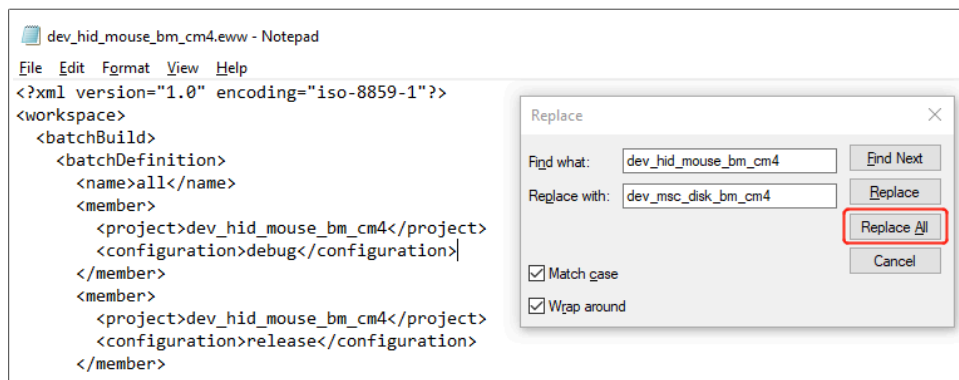 dev_hid_mouse_bm_cm4.eww - Notepad
File Edit Format View Help
<?xml version="1.0" encoding="iso-8859-1"?>
<workspace>
<batchBuild>
<batchDefinition>
<name>all</name>
<member>
<project>dev_hid_mouse_bm_cm4</project>
<configuration>debug</configuration>
</member>
<member>
<project>dev_hid_mouse_bm_cm4</project>
<configuration>release</configuration>
</member>
Replace
Find what: dev_hid_mouse_bm_cm4 Find Next
Replace with: dev_msc_disk_bm_cm4 Replace
Replace All
Cancel
Match case
Wrap around